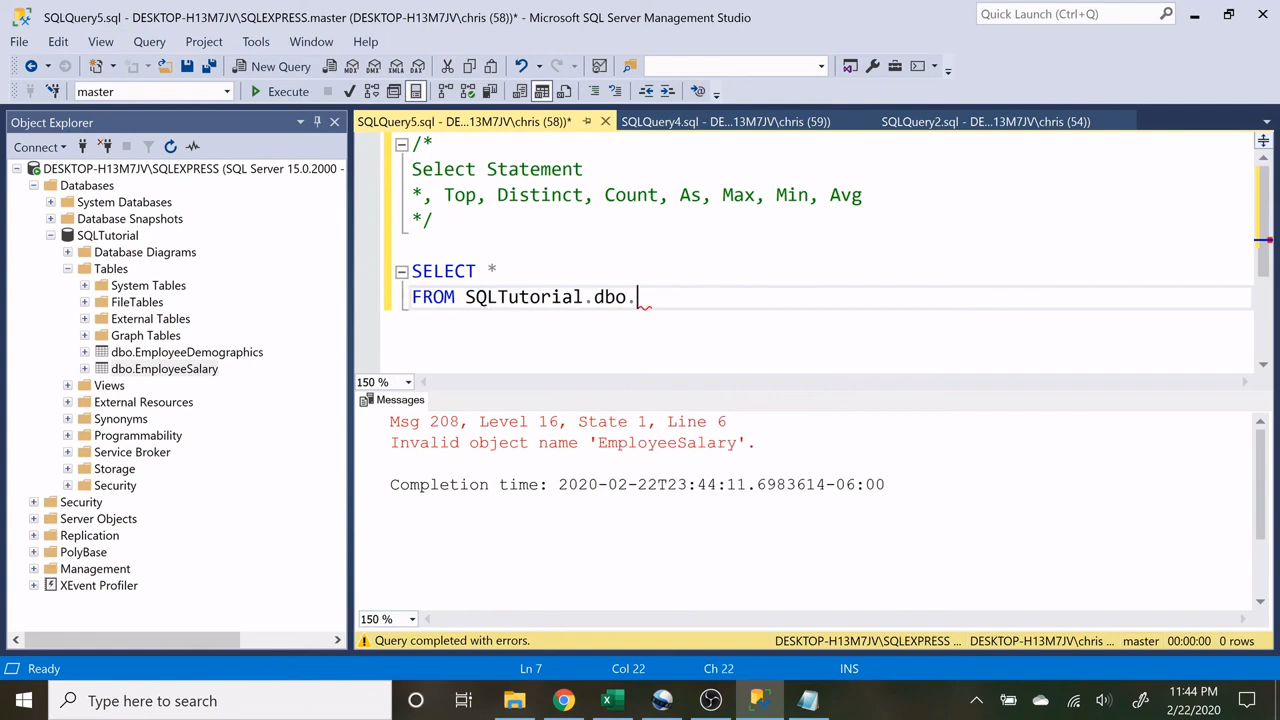 SQLQuery5.sql - DESKTOP-H13M7JV\SQLEXPRESS.master (DESKTOP-H13M7JV\chris (58))* - Microsoft SQL Server Management Studio
Quick Launch (Ctrl+Q)
File Edit View Query Project Tools Window Help
New Query
MDX DMX XMLA DAX
master
Execute
Object Explorer
SQLQuery5.sql - DE...13M7JV\chris (58))*
SQLQuery4.sql - DE...13M7JV\chris (59))
SQLQuery2.sql - DE...13M7JV\chris (54))
Connect
DESKTOP-H13M7JV\SQLEXPRESS (SQL Server 15.0.2000 -
Databases
System Databases
Database Snapshots
SQLTutorial
Database Diagrams
Tables
System Tables
FileTables
External Tables
Graph Tables
dbo.EmployeeDemographics
dbo.EmployeeSalary
Views
External Resources
Synonyms
Programmability
Service Broker
Storage
Security
Security
Server Objects
Replication
PolyBase
Management
XEvent Profiler
/*
Select Statement
*, Top, Distinct, Count, As, Max, Min, Avg
*/
SELECT *
FROM SQLTutorial.dbo.
150 %
Messages
Msg 208, Level 16, State 1, Line 6
Invalid object name 'EmployeeSalary'.
Completion time: 2020-02-22T23:44:11.6983614-06:00
150 %
Query completed with errors.
DESKTOP-H13M7JV\SQLEXPRESS ... DESKTOP-H13M7JV\chris ... master 00:00:00 0 rows
Ready
Ln 7
Col 22
Ch 22
INS
Type here to search
11:44 PM
2/22/2020